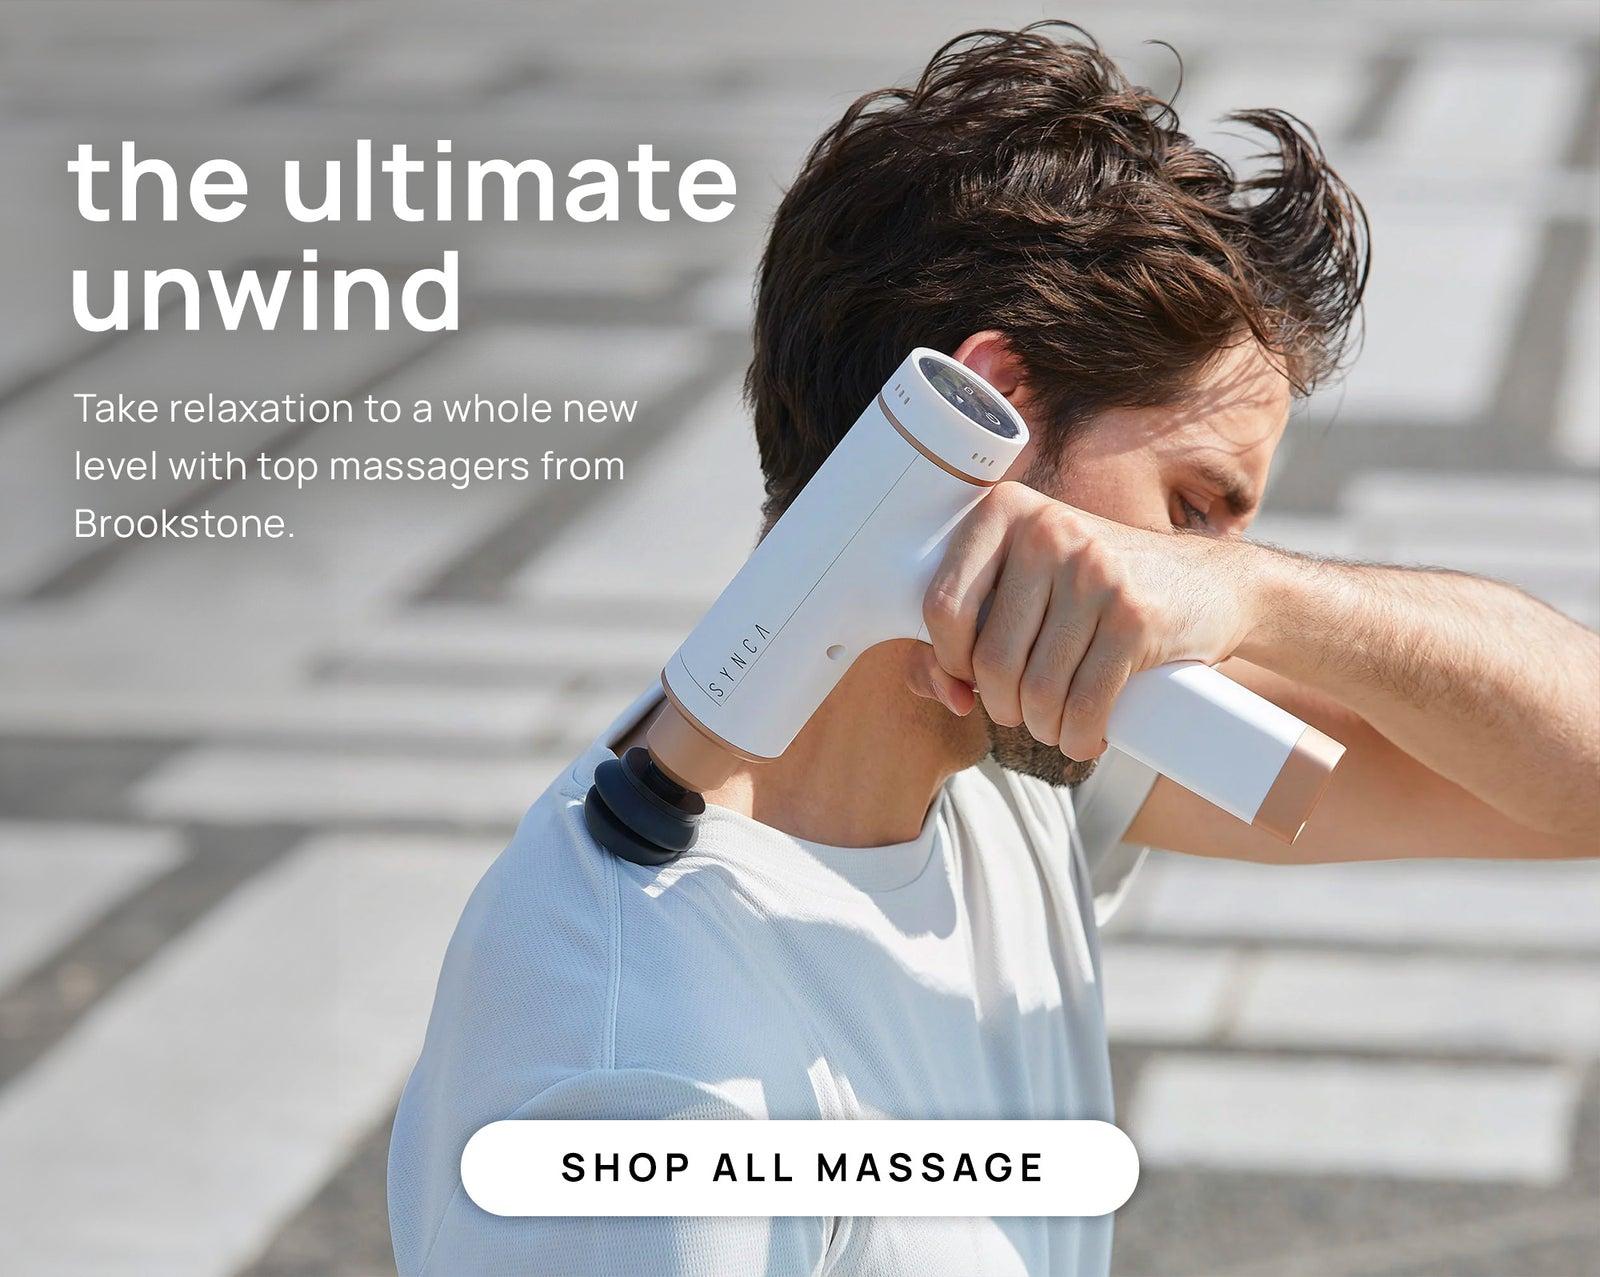 the ultimate
unwind
Take relaxation to a whole new
level with top massagers from
Brookstone.
SYNCA
SHOP ALL MASSAGE